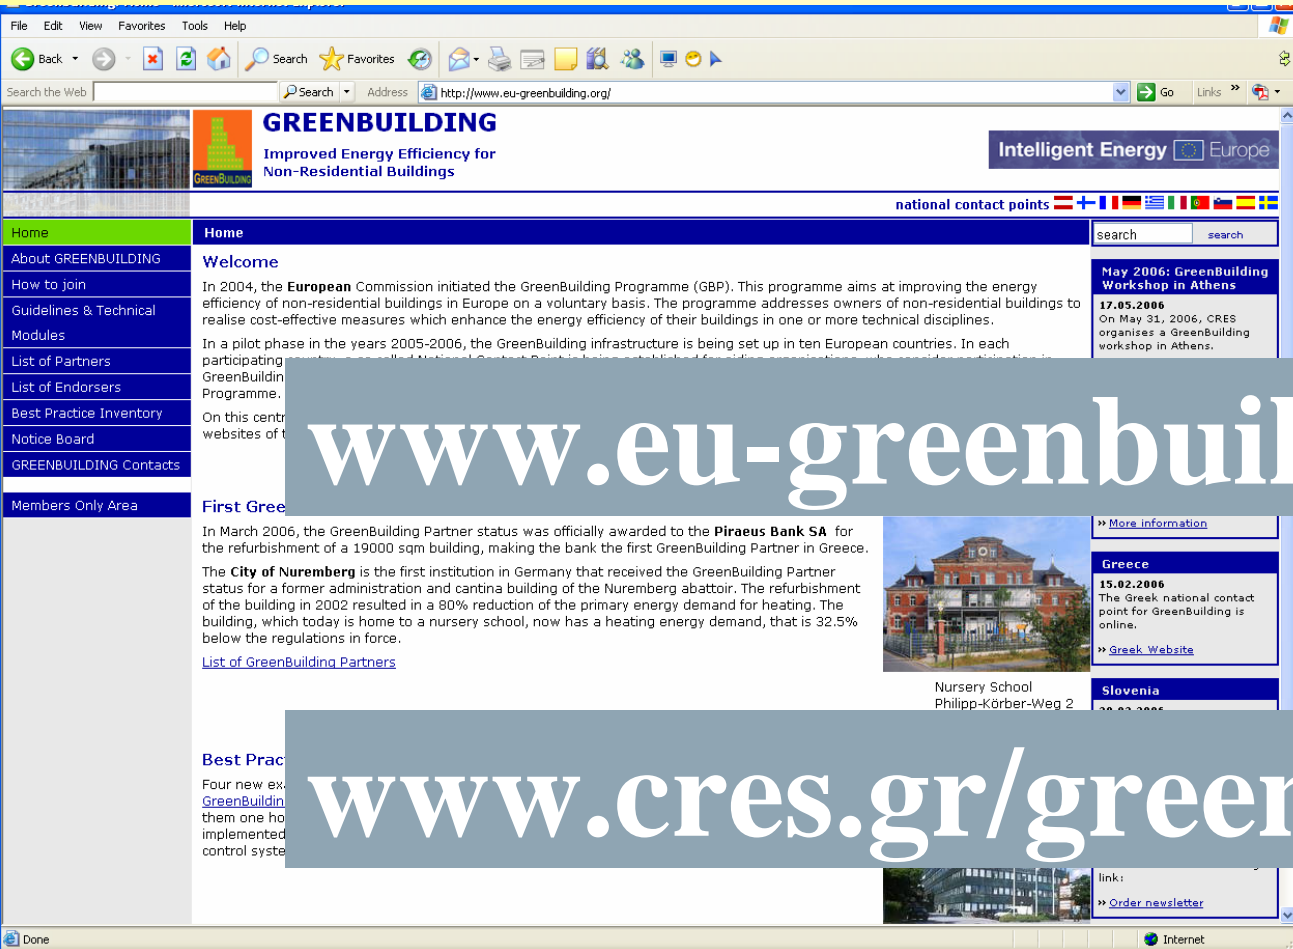 File Edit View Favorites Tools Help
Back Search Favorites
Search the Web Search Address http://www.eu-greenbuilding.org/ Go Links »
GREENBUILDING
Improved Energy Efficiency for
Non-Residential Buildings
GREENBUILDING
Intelligent Energy Europe
national contact points
Home
About GREENBUILDING
How to join
Guidelines & Technical
Modules
List of Partners
List of Endorsers
Best Practice Inventory
Notice Board
GREENBUILDING Contacts
Members Only Area
Home
Welcome
In 2004, the European Commission initiated the GreenBuilding Programme (GBP). This programme aims at improving the energy
efficiency of non-residential buildings in Europe on a voluntary basis. The programme addresses owners of non-residential buildings to
realise cost-effective measures which enhance the energy efficiency of their buildings in one or more technical disciplines.
In a pilot phase in the years 2005-2006, the GreenBuilding infrastructure is being set up in ten European countries. In each
participating
GreenBuildin
Programme.
On this centr
websites of t
www.eu-greenbuil
First Gree
In March 2006, the GreenBuilding Partner status was officially awarded to the Piraeus Bank SA for
the refurbishment of a 19000 sqm building, making the bank the first GreenBuilding Partner in Greece.
The City of Nuremberg is the first institution in Germany that received the GreenBuilding Partner
status for a former administration and cantina building of the Nuremberg abattoir. The refurbishment
of the building in 2002 resulted in a 80% reduction of the primary energy demand for heating. The
building, which today is home to a nursery school, now has a heating energy demand, that is 32.5%
below the regulations in force.
List of GreenBuilding Partners
Nursery School
Philipp-Körber-Weg 2
Best Prac
Four new ex
GreenBuildin
them one ho
implemented
control syste
www.cres.gr/green
search search
May 2006: GreenBuilding
Workshop in Athens
17.05.2006
On May 31, 2006, CRES
organises a GreenBuilding
workshop in Athens.
» More information
Greece
15.02.2006
The Greek national contact
point for GreenBuilding is
online.
» Greek Website
Slovenia
link:
» Order newsletter
Done Internet